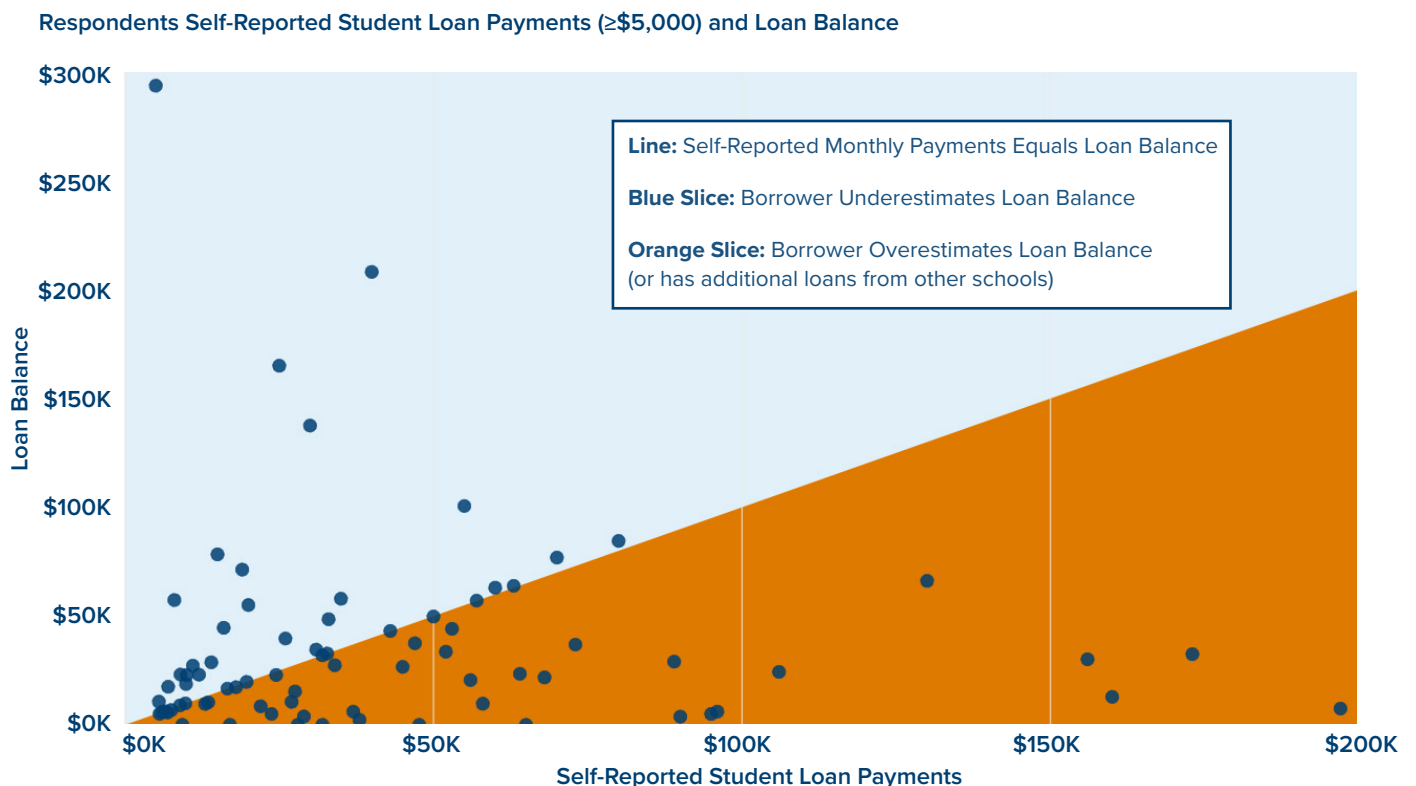 Respondents Self-Reported Student Loan Payments (≥$5,000) and Loan Balance
$300K
$250K
$200K
$150K
$100K
$50K
$0K
Loan Balance
Line: Self-Reported Monthly Payments Equals Loan Balance
Blue Slice: Borrower Underestimates Loan Balance
Orange Slice: Borrower Overestimates Loan Balance
(or has additional loans from other schools)
$0K
$50K
$100K
$150K
$200K
Self-Reported Student Loan Payments